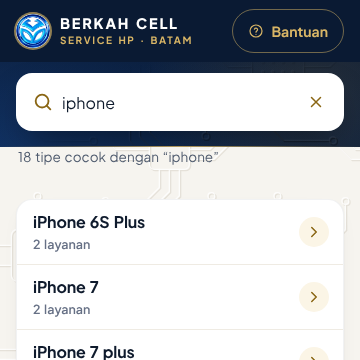 BERKAH CELL
SERVICE HP · BATAM
Bantuan
iphone
18 tipe cocok dengan “iphone”
iPhone 6S Plus
2 layanan
iPhone 7
2 layanan
iPhone 7 plus